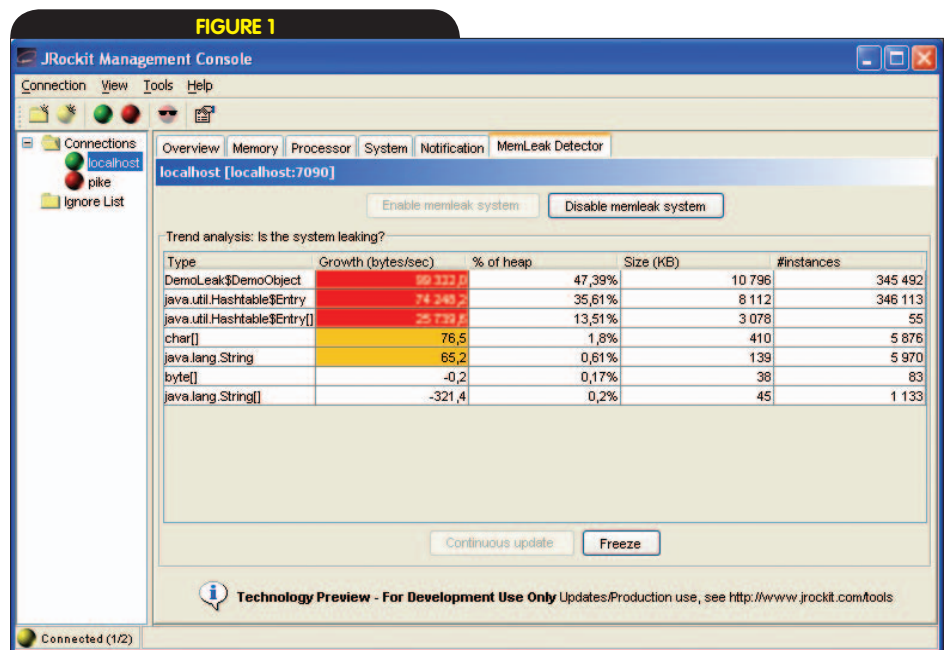 FIGURE 1
JRockit Management Console
Connection View Tools Help
Connections
localhost
pike
Ignore List
Overview Memory Processor System Notification MemLeak Detector
localhost [localhost:7090]
Enable memleak system Disable memleak system
Trend analysis: Is the system leaking?
Type Growth (bytes/sec) % of heap Size (KB) #instances
DemoLeak$DemoObject 47,39% 10 796 345 492
java.util.Hashtable$Entry 74 243,2 35,61% 8 112 346 113
java.util.Hashtable$Entry[] 25 739,6 13,51% 3 078 55
char[] 76,5 1,8% 410 5 876
java.lang.String 65,2 0,61% 139 5 970
byte[] -0,2 0,17% 38 83
java.lang.String[] -321,4 0,2% 45 1 133
Continuous update Freeze
Technology Preview - For Development Use Only Updates/Production use, see http://www.jrockit.com/tools
Connected (1/2)